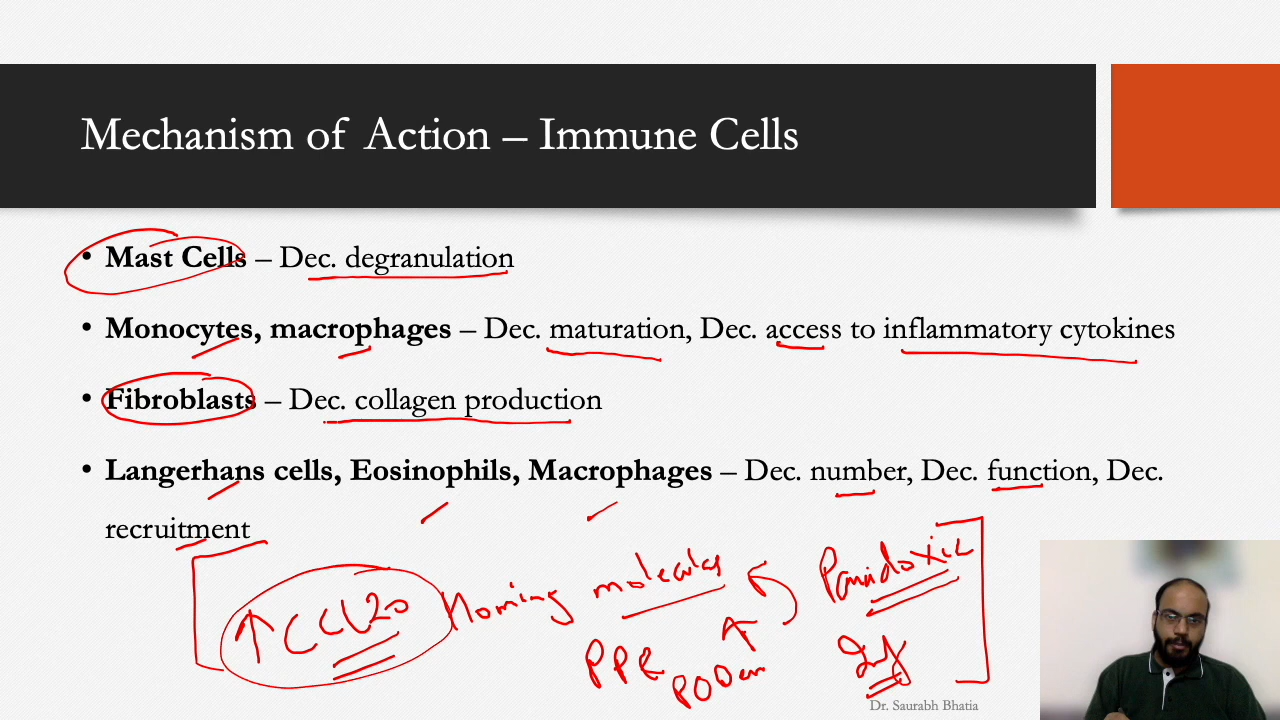 Mechanism of Action – Immune Cells
• Mast Cells – Dec. degranulation
• Monocytes, macrophages – Dec. maturation, Dec. access to inflammatory cytokines
• Fibroblasts – Dec. collagen production
• Langerhans cells, Eosinophils, Macrophages – Dec. number, Dec. function, Dec.
recruitment
↑ CCL20 Homing molecules
PPE
PODerm
Dr. Saurabh Bhatia